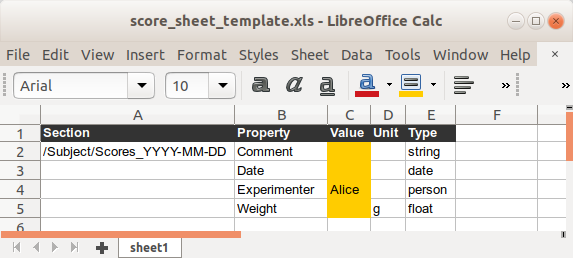 score_sheet_template.xls - LibreOffice Calc
File Edit View Insert Format Styles Sheet Data Tools Window Help ×
Arial 10 a a a a » »
A B C D E F
1 Section Property Value Unit Type
2 /Subject/Scores_YYYY-MM-DD Comment string
3 Date date
4 Experimenter Alice person
5 Weight g float
6
sheet1